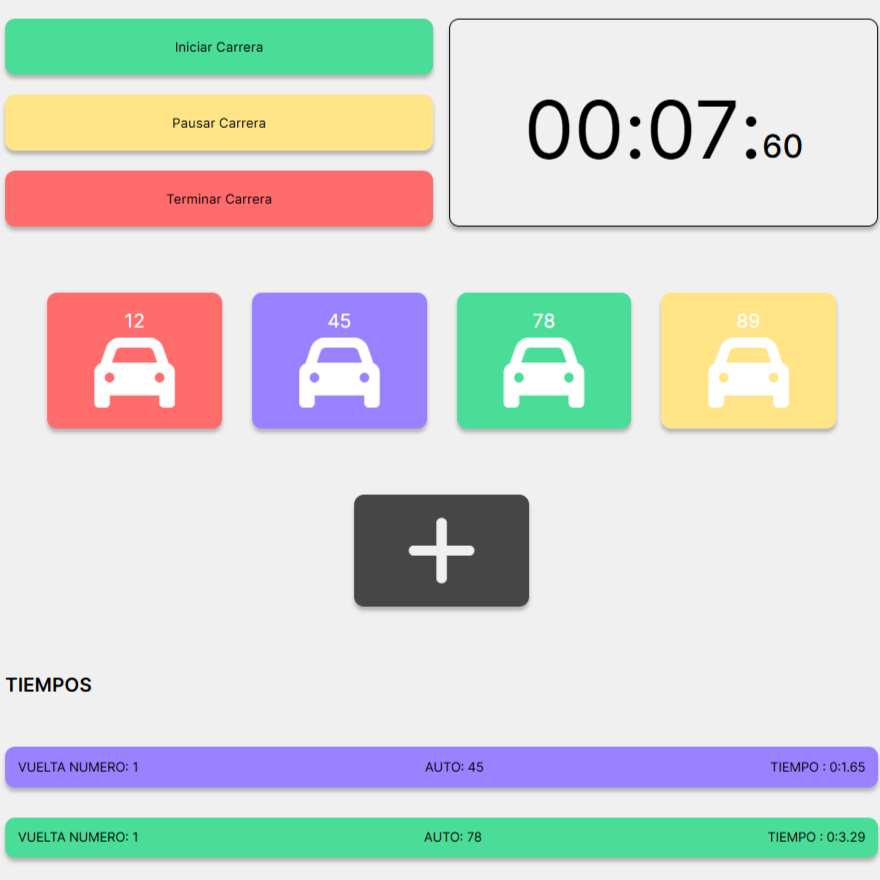 Iniciar Carrera
Pausar Carrera
Terminar Carrera
00:07:60
12
45
78
89
TIEMPOS
VUELTA NUMERO: 1 AUTO: 45 TIEMPO : 0:1.65
VUELTA NUMERO: 1 AUTO: 78 TIEMPO : 0:3.29